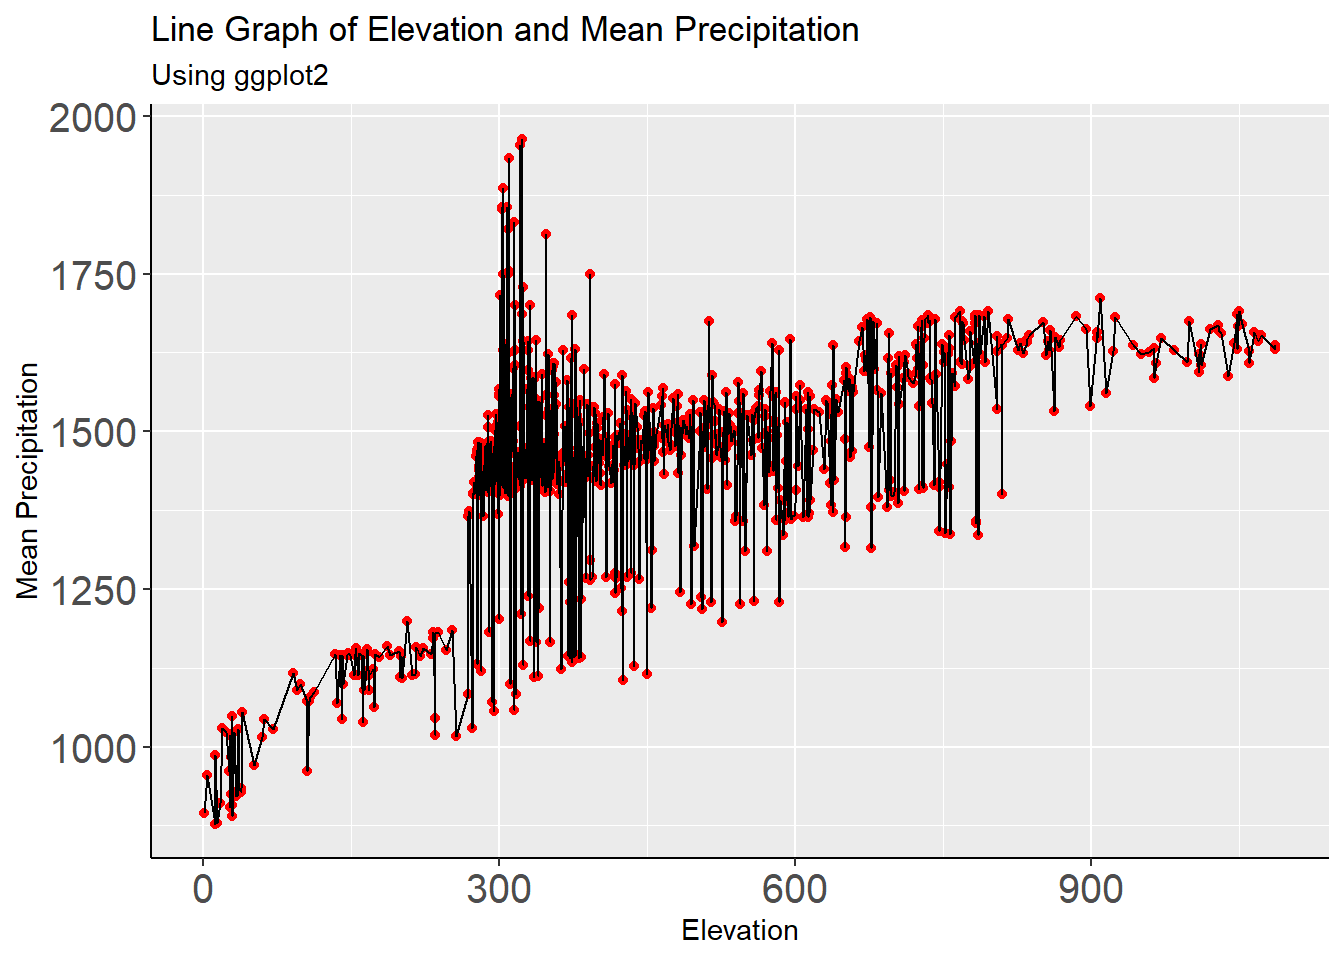 Line Graph of Elevation and Mean Precipitation
Using ggplot2
2000
1750
1500
1250
1000
Mean Precipitation
0 300 600 900
Elevation